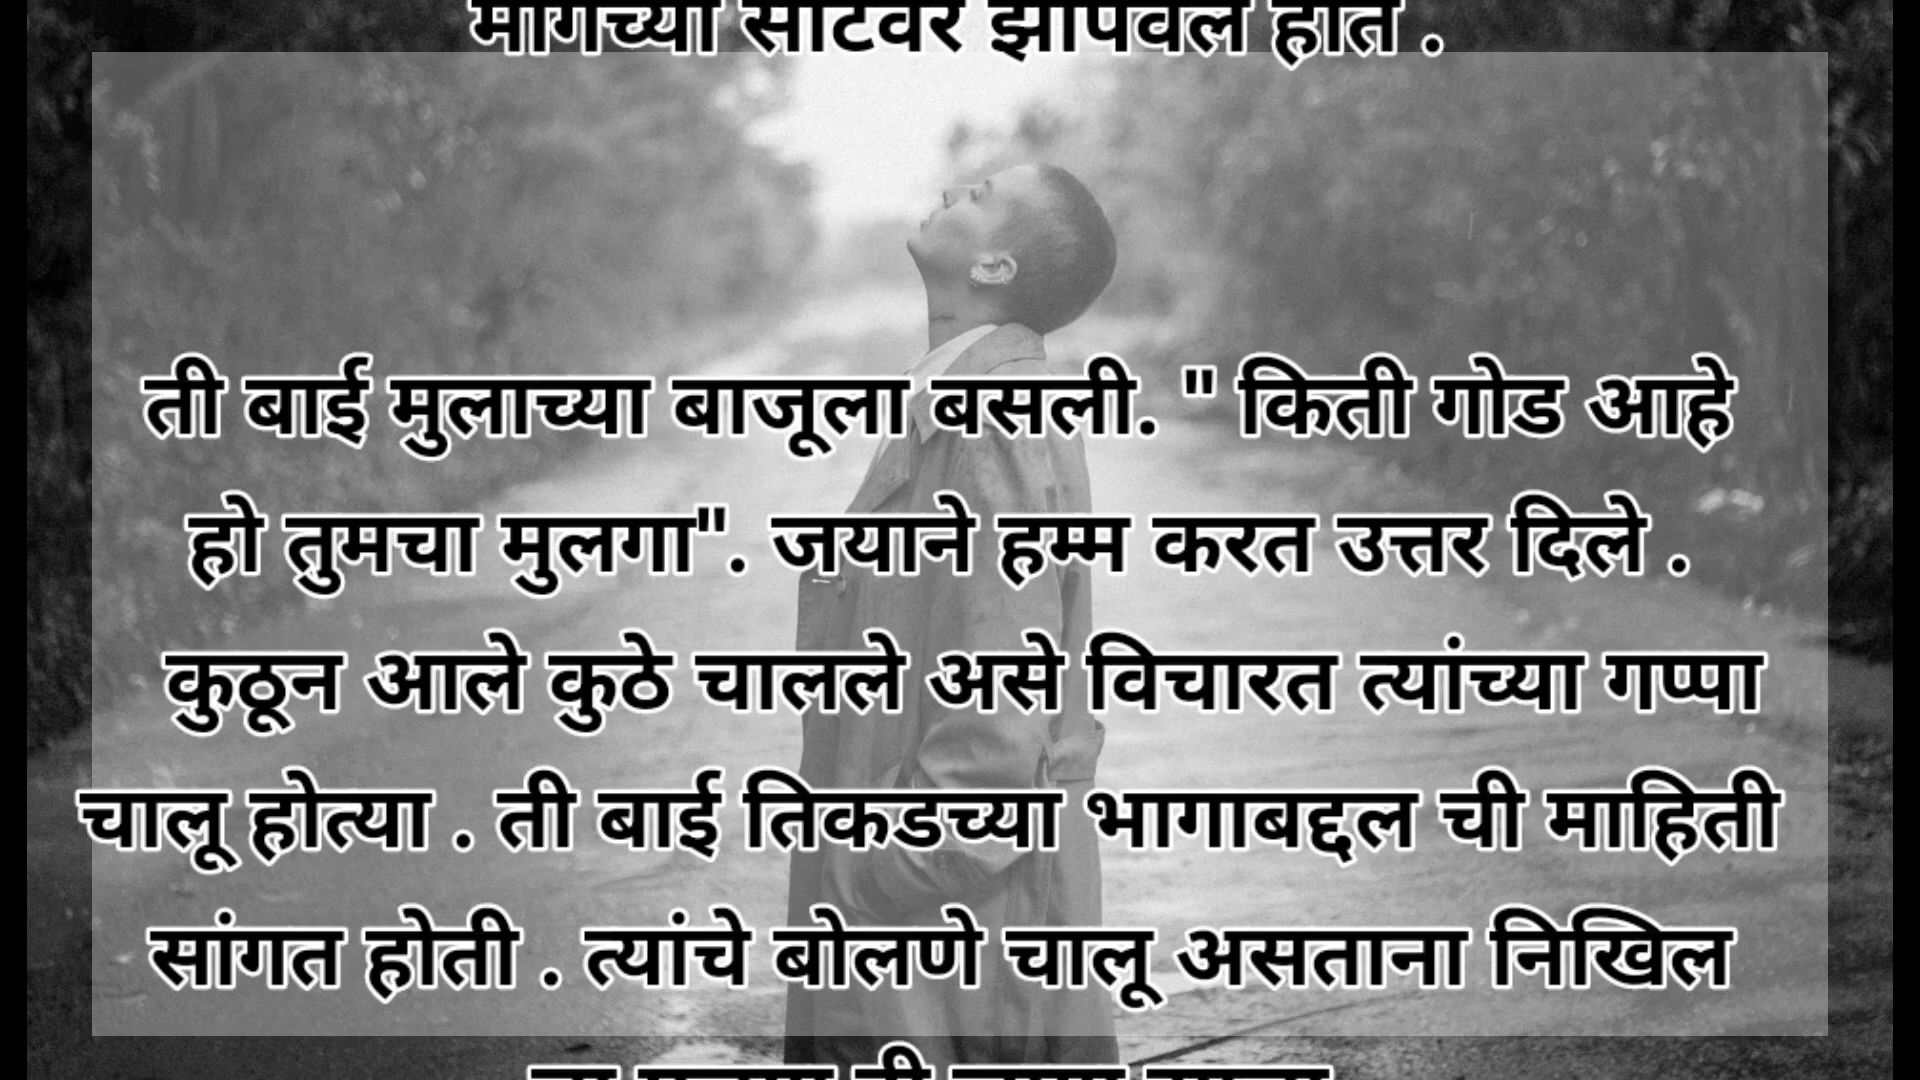 मागच्या सीटवर झोपवले होते .
ती बाई मुलाच्या बाजूला बसली. " किती गोड आहे
हो तुमचा मुलगा". जयाने हम्म करत उत्तर दिले .
कुठून आले कुठे चालले असे विचारत त्यांच्या गप्पा
चालू होत्या . ती बाई तिकडच्या भागाबद्दल ची माहिती
सांगत होती . त्यांचे बोलणे चालू असताना निखिल